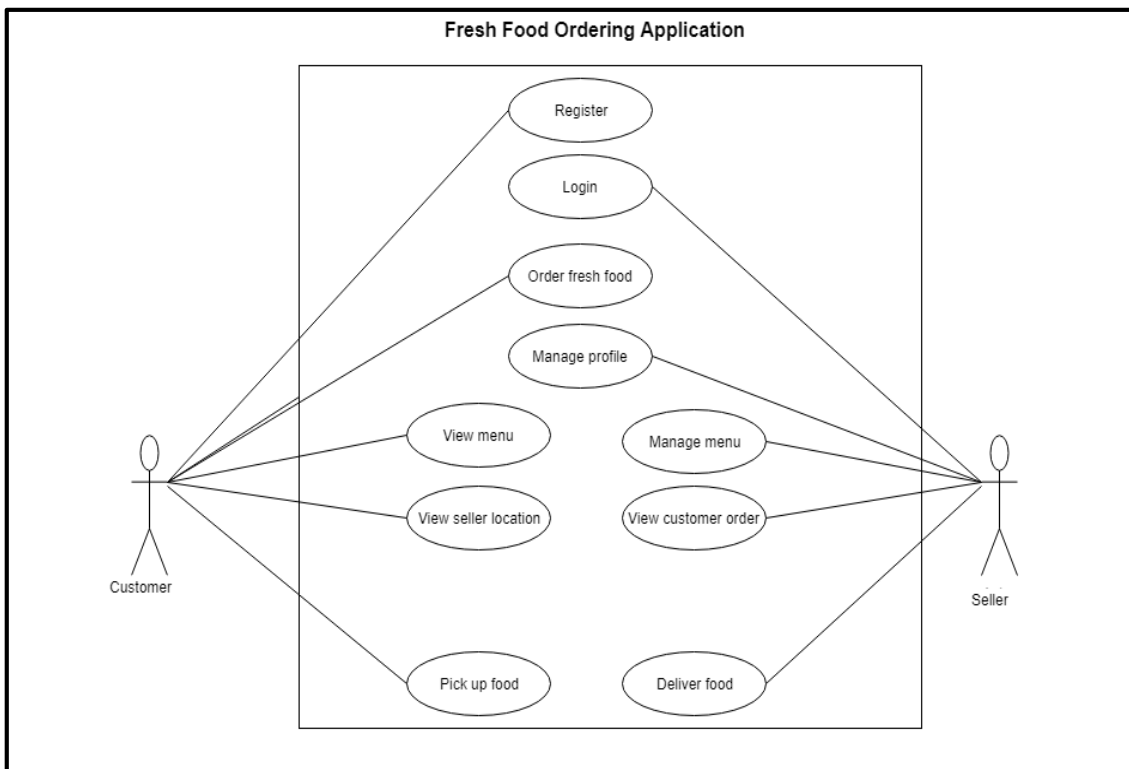 Fresh Food Ordering Application
Register
Login
Order fresh food
Manage profile
View menu
Manage menu
View seller location
View customer order
Customer
Seller
Pick up food
Deliver food